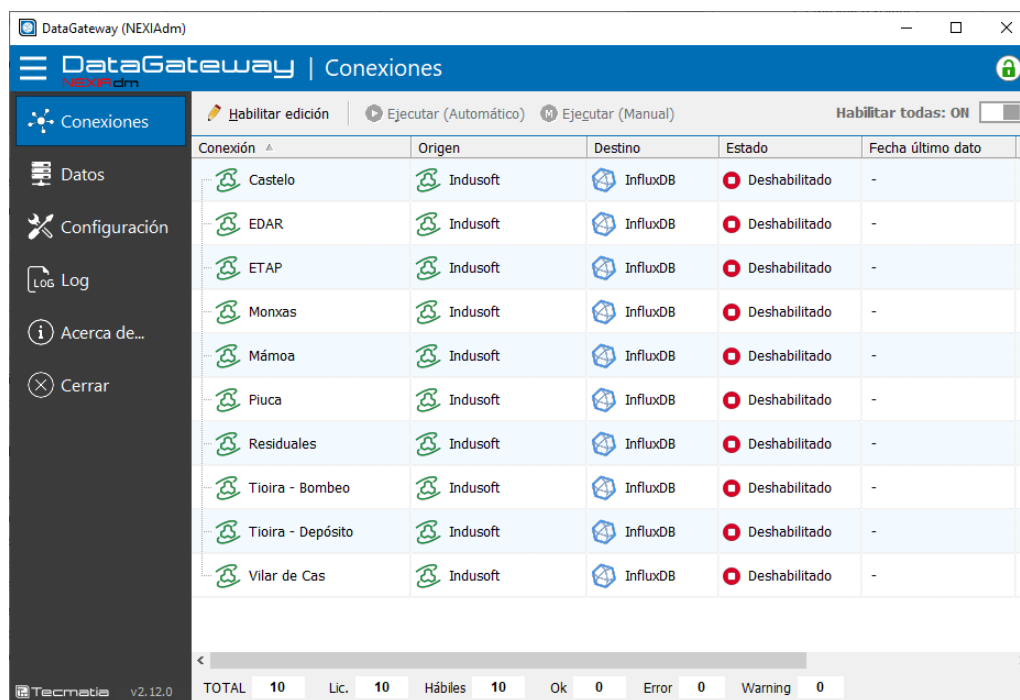 DataGateway (NEXIAdm)
DataGateway | Conexiones
NEXIAdm
Conexiones
Datos
Configuración
LOG Log
Acerca de...
Cerrar
Tecmatia v2.12.0
Habilitar edición Ejecutar (Automático) M Ejecutar (Manual) Habilitar todas: ON
Conexión Origen Destino Estado Fecha último dato
Castelo Indusoft InfluxDB Deshabilitado -
EDAR Indusoft InfluxDB Deshabilitado -
ETAP Indusoft InfluxDB Deshabilitado -
Monxas Indusoft InfluxDB Deshabilitado -
Mámoa Indusoft InfluxDB Deshabilitado -
Piuca Indusoft InfluxDB Deshabilitado -
Residuales Indusoft InfluxDB Deshabilitado -
Tioira - Bombeo Indusoft InfluxDB Deshabilitado -
Tioira - Depósito Indusoft InfluxDB Deshabilitado -
Vilar de Cas Indusoft InfluxDB Deshabilitado -
TOTAL 10 Lic. 10 Hábiles 10 Ok 0 Error 0 Warning 0